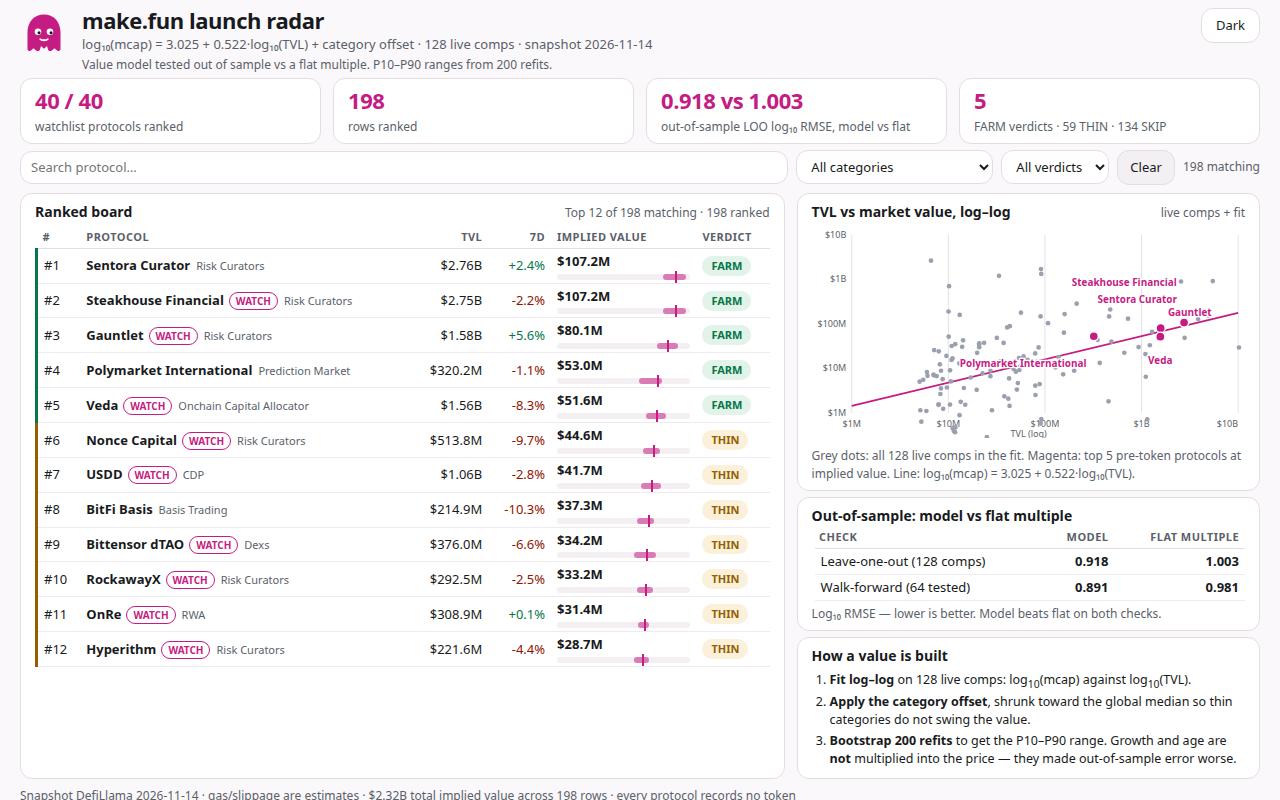 make.fun launch radar
log₁₀(mcap) = 3.025 + 0.522·log₁₀(TVL) + category offset · 128 live comps · snapshot 2026-11-14
Value model tested out of sample vs a flat multiple. P10–P90 ranges from 200 refits.
Dark
40 / 40
watchlist protocols ranked
198
rows ranked
0.918 vs 1.003
out-of-sample LOO log₁₀ RMSE, model vs flat
5
FARM verdicts · 59 THIN · 134 SKIP
Search protocol...
All categories
All verdicts
Clear
198 matching
Ranked board
Top 12 of 198 matching · 198 ranked
# PROTOCOL TVL 7D IMPLIED VALUE VERDICT
#1 Sentora Curator Risk Curators $2.76B +2.4% $107.2M FARM
#2 Steakhouse Financial WATCH Risk Curators $2.75B -2.2% $107.2M FARM
#3 Gauntlet WATCH Risk Curators $1.58B +5.6% $80.1M FARM
#4 Polymarket International Prediction Market $320.2M -1.1% $53.0M FARM
#5 Veda WATCH Onchain Capital Allocator $1.56B -8.3% $51.6M FARM
#6 Nonce Capital WATCH Risk Curators $513.8M -9.7% $44.6M THIN
#7 USDD WATCH CDP $1.06B -2.8% $41.7M THIN
#8 BitFi Basis Basis Trading $214.9M -10.3% $37.3M THIN
#9 Bittensor dTAO WATCH Dexs $376.0M -6.6% $34.2M THIN
#10 RockawayX WATCH Risk Curators $292.5M -2.5% $33.2M THIN
#11 OnRe WATCH RWA $308.9M +0.1% $31.4M THIN
#12 Hyperithm WATCH Risk Curators $221.6M -4.4% $28.7M THIN
TVL vs market value, log–log
live comps + fit
$10B
$1B
$100M
$10M
$1M
Steakhouse Financial
Sentora Curator
Gauntlet
Polymarket International
Veda
$1M $10M $100M $1B $10B
TVL (log)
Grey dots: all 128 live comps in the fit. Magenta: top 5 pre-token protocols at
implied value. Line: log₁₀(mcap) = 3.025 + 0.522·log₁₀(TVL).
Out-of-sample: model vs flat multiple
CHECK MODEL FLAT MULTIPLE
Leave-one-out (128 comps) 0.918 1.003
Walk-forward (64 tested) 0.891 0.981
Log₁₀ RMSE — lower is better. Model beats flat on both checks.
How a value is built
1. Fit log–log on 128 live comps: log₁₀(mcap) against log₁₀(TVL).
2. Apply the category offset, shrunk toward the global median so thin
categories do not swing the value.
3. Bootstrap 200 refits to get the P10–P90 range. Growth and age are
not multiplied into the price — they made out-of-sample error worse.
Snapshot DefiLlama 2026-11-14 · gas/slippage are estimates · $2.32B total implied value across 198 rows · every protocol records no token